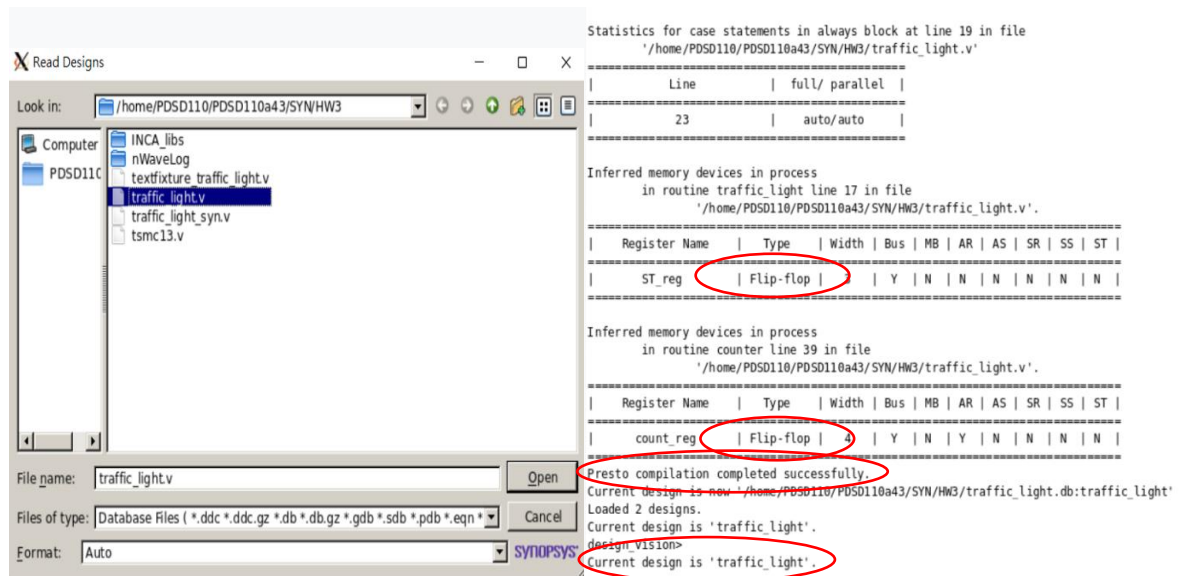 Read Designs
Look in: /home/PDSD110/PDSD110a43/SYN/HW3
Computer
PDSD110
INCA_libs
nWaveLog
textfixture_traffic_light.v
traffic_light.v
traffic_light_syn.v
tsmc13.v
File name: traffic_light.v Open
Files of type: Database Files ( *.ddc *.ddc.gz *.db *.db.gz *.gdb *.sdb *.pdb *.eqn * Cancel
Format: Auto
SYNOPSYS
Statistics for case statements in always block at line 19 in file
'/home/PDSD110/PDSD110a43/SYN/HW3/traffic_light.v'
===============================================
| Line | full/ parallel |
===============================================
| 23 | auto/auto |
===============================================
Inferred memory devices in process
in routine traffic_light line 17 in file
'/home/PDSD110/PDSD110a43/SYN/HW3/traffic_light.v'.
===============================================================================
| Register Name | Type | Width | Bus | MB | AR | AS | SR | SS | ST |
===============================================================================
| ST_reg | Flip-flop | | Y | N | N | N | N | N | N |
===============================================================================
Inferred memory devices in process
in routine counter line 39 in file
'/home/PDSD110/PDSD110a43/SYN/HW3/traffic_light.v'.
===============================================================================
| Register Name | Type | Width | Bus | MB | AR | AS | SR | SS | ST |
===============================================================================
| count_reg | Flip-flop | 4 | Y | N | Y | N | N | N | N |
===============================================================================
Presto compilation completed successfully.
Current design is now '/home/PDSD110/PDSD110a43/SYN/HW3/traffic_light.db:traffic_light'
Loaded 2 designs.
Current design is 'traffic_light'.
design_vision>
Current design is 'traffic_light'.